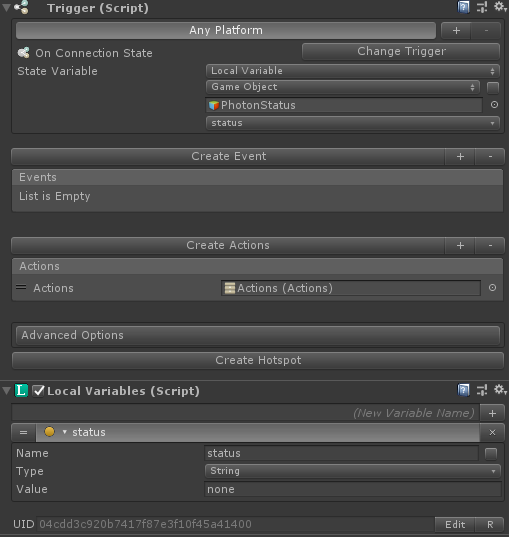 Trigger (Script)
Any Platform + -
On Connection State Change Trigger
State Variable Local Variable
Game Object
PhotonStatus
status
Create Event + -
Events
List is Empty
Create Actions + -
Actions
Actions Actions (Actions)
Advanced Options
Create Hotspot
L Local Variables (Script)
(New Variable Name) +
= status ×
Name status
Type String
Value none
UID 04cdd3c920b7417f87e3f10f45a41400 Edit R